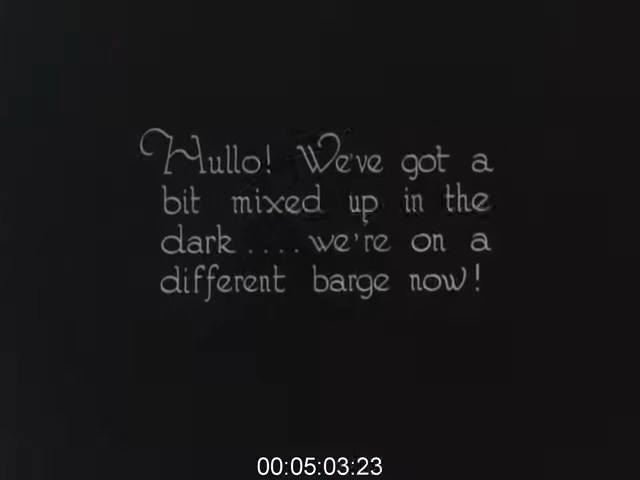 Hullo! We've got a
bit mixed up in the
dark .... we're on a
different barge now!
00:05:03:23